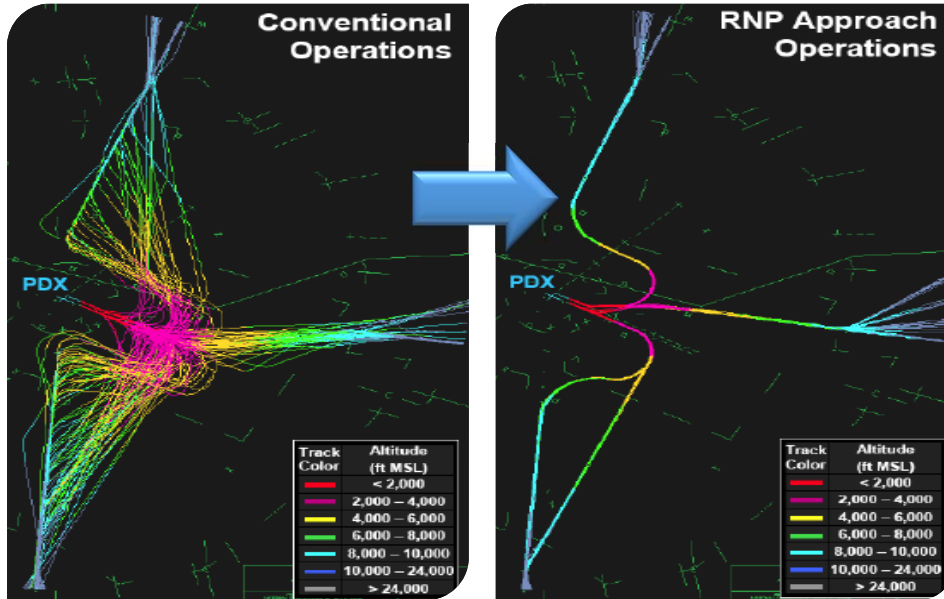 Conventional
Operations
PDX
Track
Color
Altitude
(ft MSL)
< 2,000
2,000 – 4,000
4,000 – 6,000
6,000 – 8,000
8,000 – 10,000
10,000 – 24,000
> 24,000
RNP Approach
Operations
PDX
Track
Color
Altitude
(ft MSL)
< 2,000
2,000 – 4,000
4,000 – 6,000
6,000 – 8,000
8,000 – 10,000
10,000 – 24,000
> 24,000